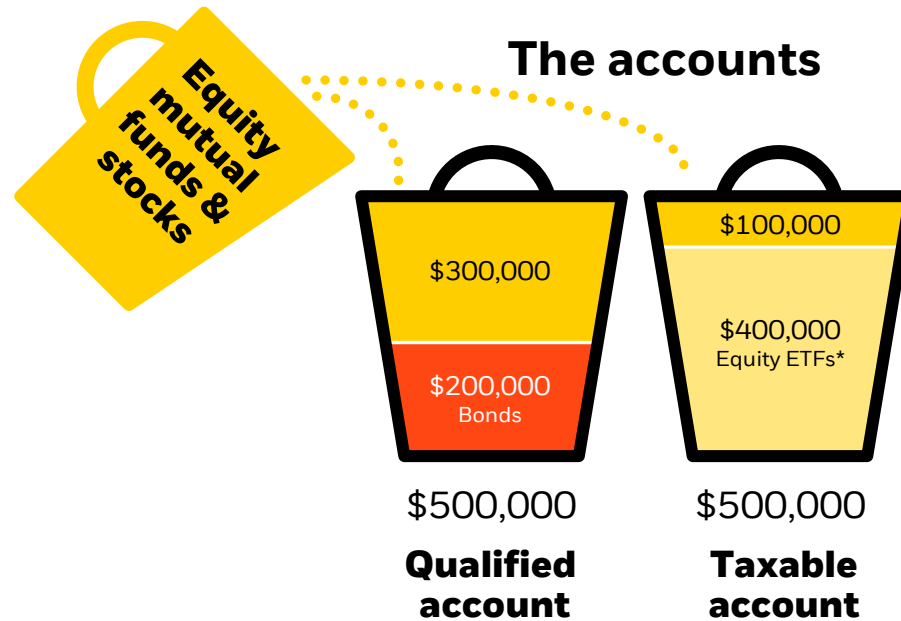 The accounts
Equity
mutual
funds &
stocks
$300,000
$200,000
Bonds
$500,000
Qualified
account
$100,000
$400,000
Equity ETFs*
$500,000
Taxable
account